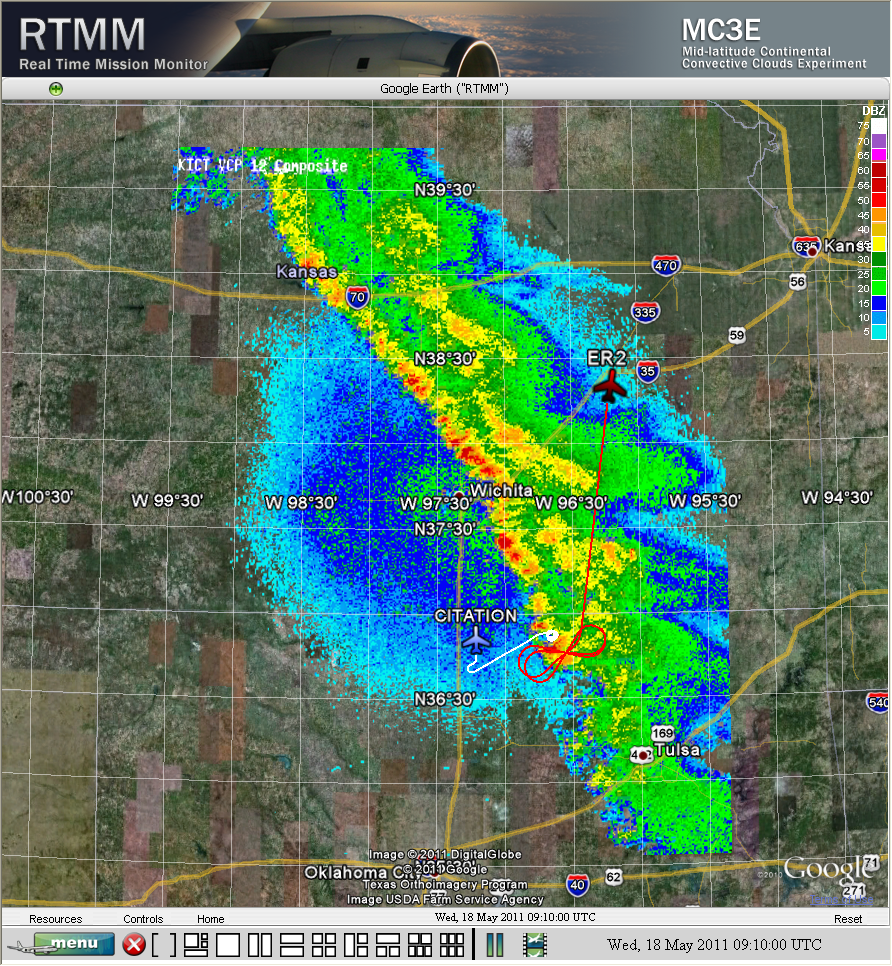 RTMM
Real Time Mission Monitor
MC3E
Mid-latitude Continental
Convective Clouds Experiment
Google Earth ("RTMM")
DBZ
75
70
65
60
55
50
45
40
35
30
25
20
15
10
5
KICT VCP 12 Composite
N39°30'
635
Kansa
Kansas
470
56
70
335
59
N38°30'
ER2
35
W100°30'
W 99°30'
W 98°30'
W 97°30'
Wichita
W 96°30'
W 95°30'
W 94°30'
N37°30'
CITATION
N36°30'
540
169
Tulsa
Image © 2011 DigitalGlobe
Oklahoma City
© 2011 Google
Texas Orthoimagery Program
Image USDA Farm Service Agency
40
62
©2010 Google
71
271
Resources
Controls
Home
Wed, 18 May 2011 09:10:00 UTC
Reset
menu
Wed, 18 May 2011 09:10:00 UTC